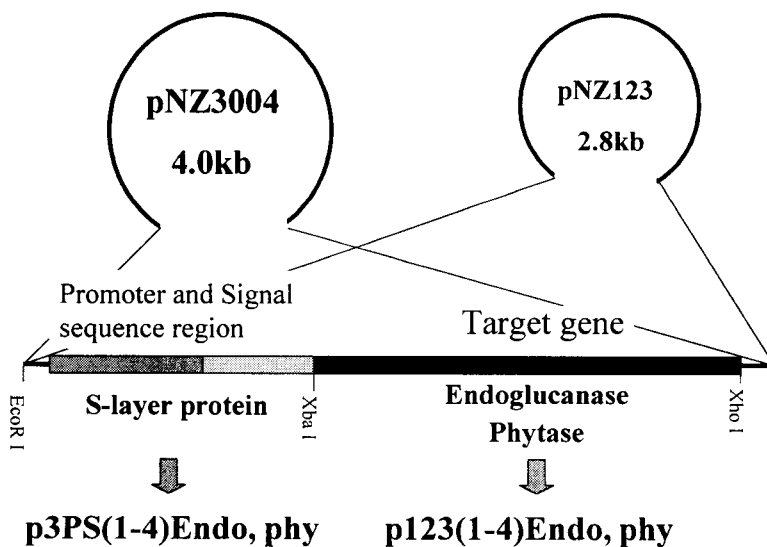 pNZ3004
4.0kb
pNZ123
2.8kb
Promoter and Signal
sequence region
Target gene
EcoR I
S-layer protein
Xba I
Endoglucanase
Phytase
Xho I
p3PS(1-4)Endo, phy
p123(1-4)Endo, phy